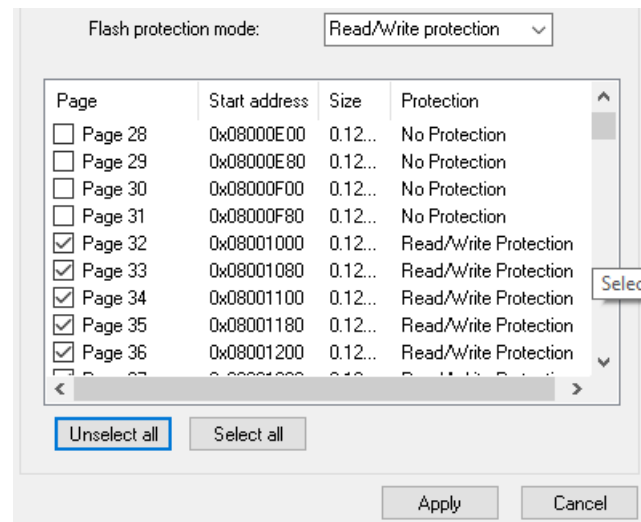 Flash protection mode: Read/Write protection
Page Start address Size Protection
Page 28 0x08000E00 0.12... No Protection
Page 29 0x08000E80 0.12... No Protection
Page 30 0x08000F00 0.12... No Protection
Page 31 0x08000F80 0.12... No Protection
Page 32 0x08001000 0.12... Read/Write Protection
Page 33 0x08001080 0.12... Read/Write Protection
Page 34 0x08001100 0.12... Read/Write Protection
Selec
Page 35 0x08001180 0.12... Read/Write Protection
Page 36 0x08001200 0.12... Read/Write Protection
Unselect all Select all
Apply Cancel